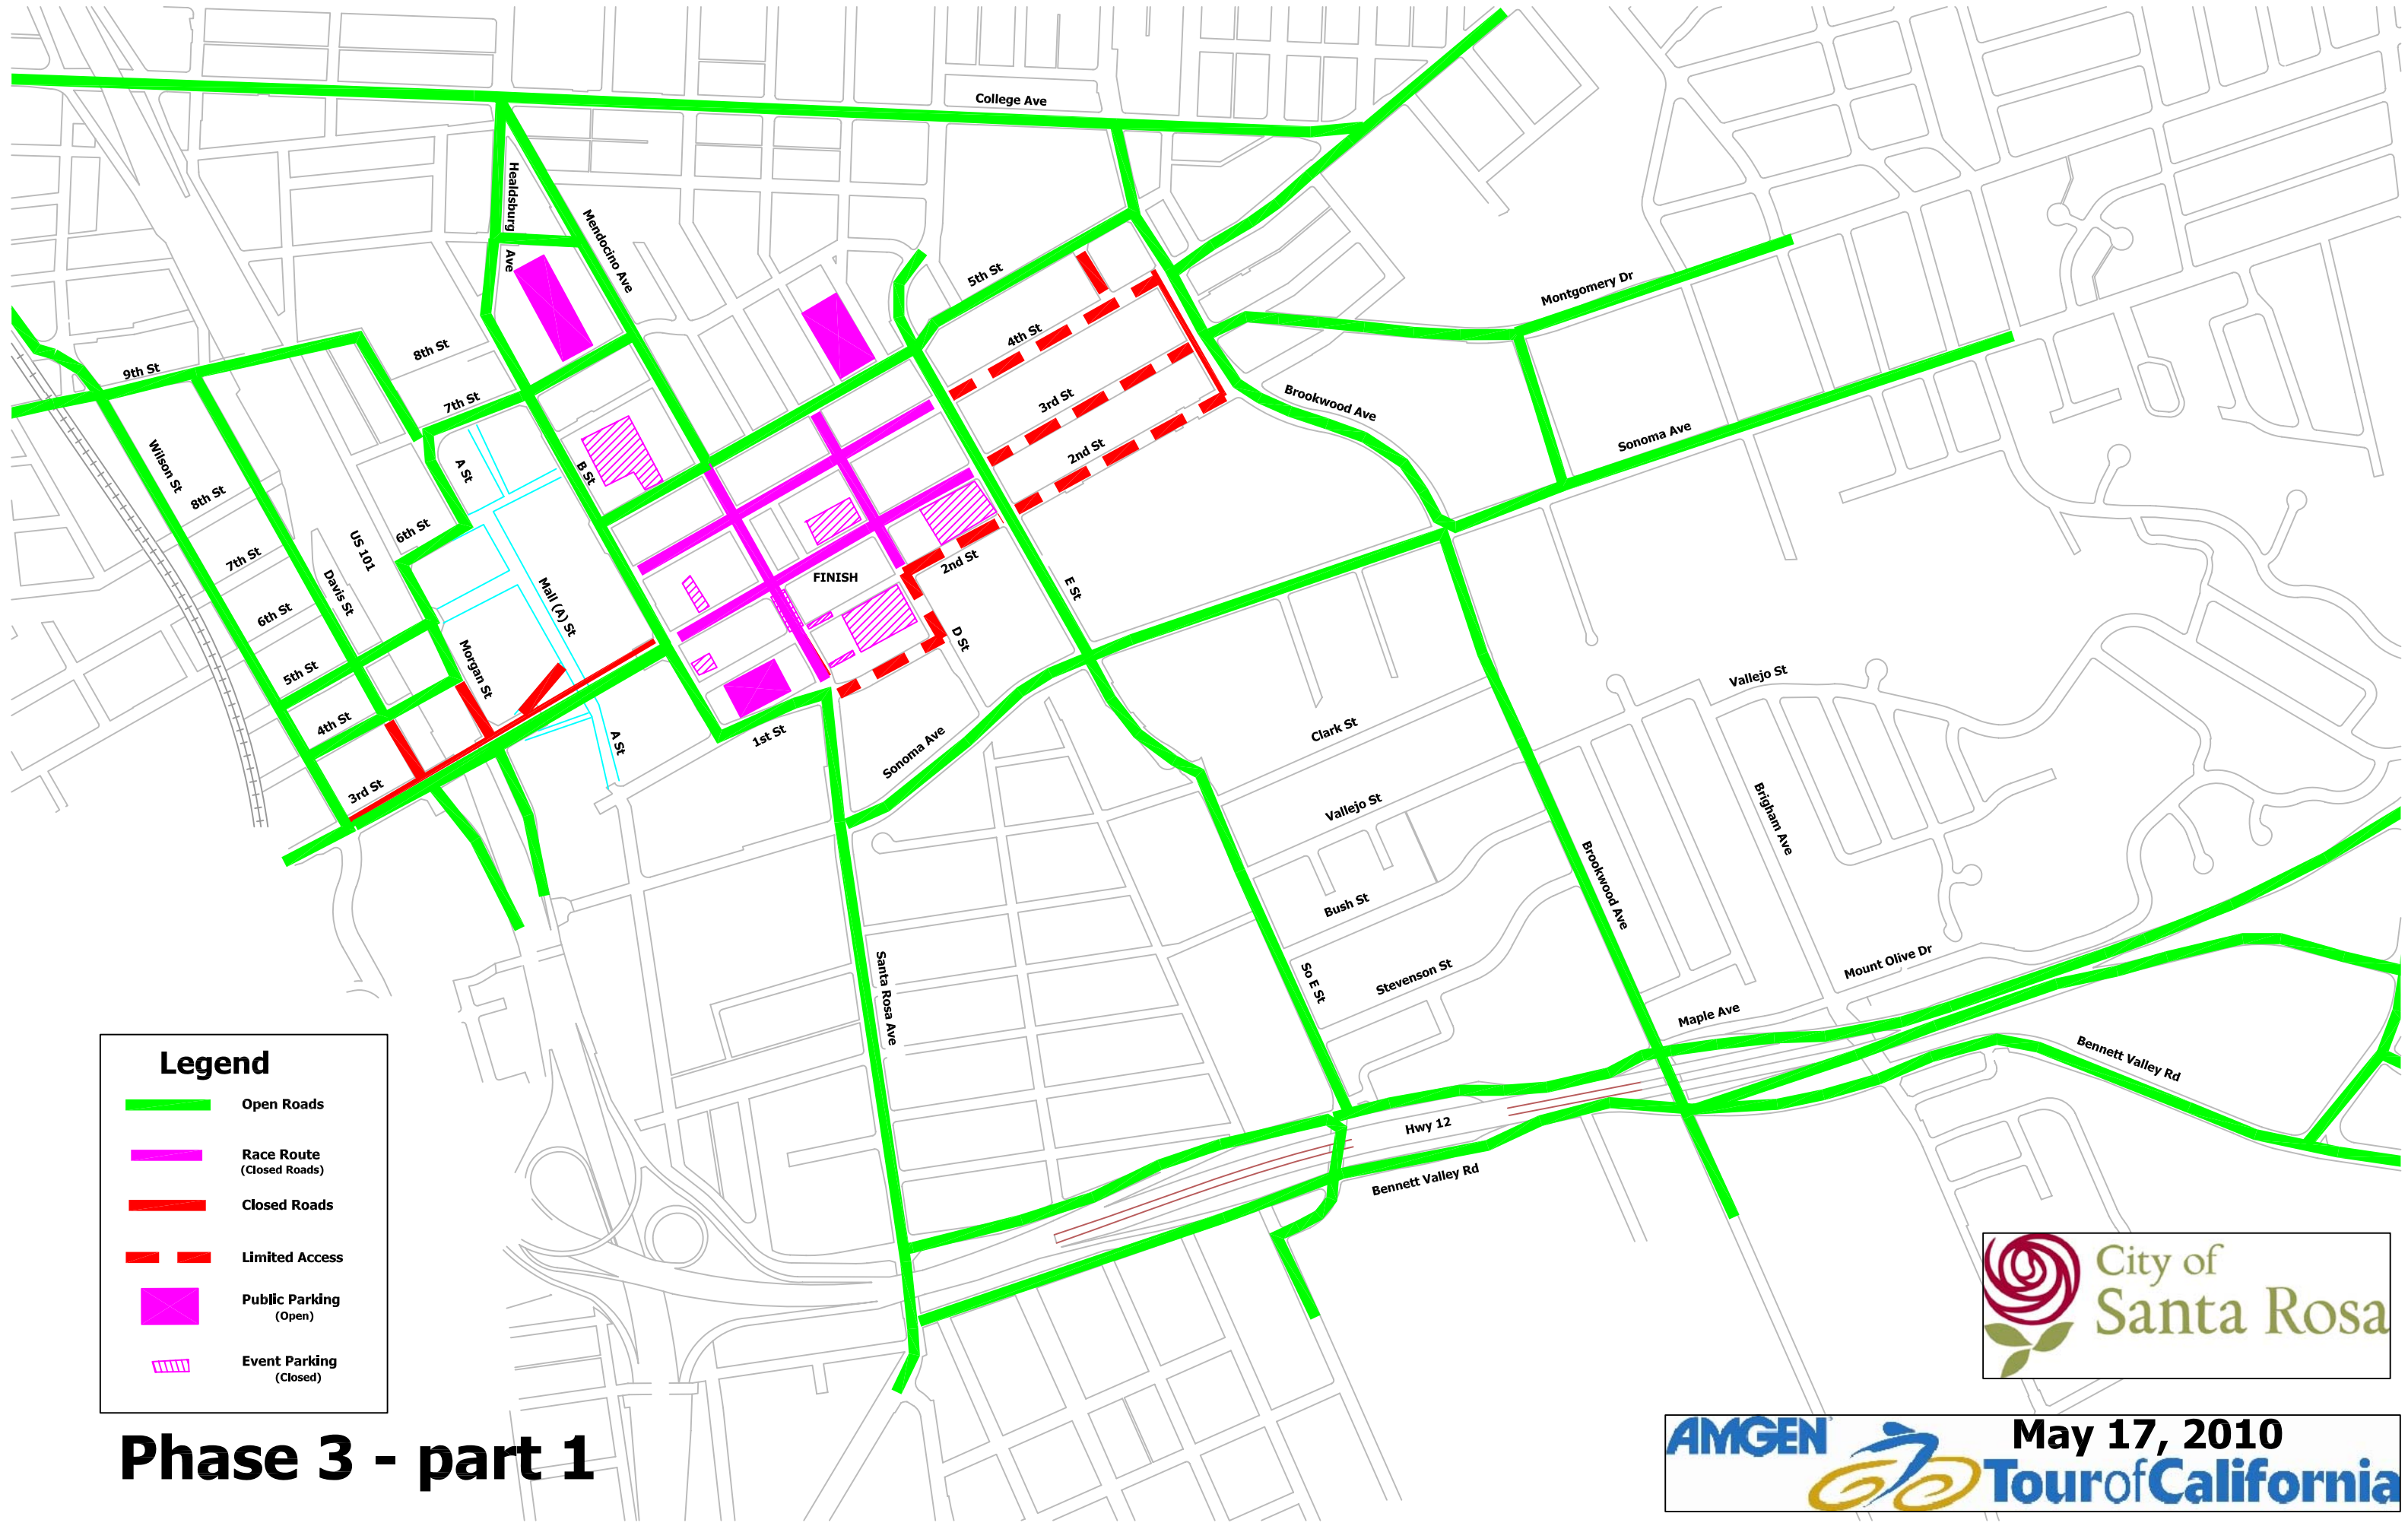 College Ave
Healdsburg
Ave
Mendocino Ave
5th St
4th St
3rd St
2nd St
Montgomery Dr
Brookwood Ave
Sonoma Ave
9th St
8th St
7th St
Wilson St
8th St
7th St
6th St
5th St
4th St
3rd St
Davis St
US 101
A St
6th St
B St
Mall (A) St
Morgan St
A St
FINISH
2nd St
D St
E St
1st St
Sonoma Ave
Clark St
Vallejo St
Vallejo St
Bush St
Stevenson St
Brigham Ave
Brookwood Ave
So E St
Santa Rosa Ave
Maple Ave
Mount Olive Dr
Hwy 12
Bennett Valley Rd
Bennett Valley Rd
Legend
Open Roads
Race Route
(Closed Roads)
Closed Roads
Limited Access
Public Parking
(Open)
Event Parking
(Closed)
Phase 3 - part 1
City of
Santa Rosa
AMGEN
May 17, 2010
Tour of California